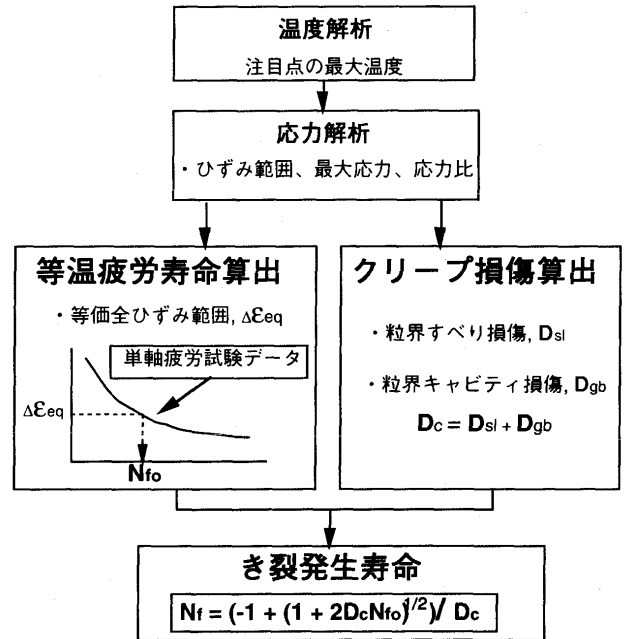 温度解析
注目点の最大温度
応力解析
・ひずみ範囲、最大応力、応力比
等温疲労寿命算出
・等価全ひずみ範囲, Δεeq
単軸疲労試験データ
Δεeq
Nfo
クリープ損傷算出
・粒界すべり損傷, Dsl
・粒界キャビティ損傷, Dgb
Dc = Dsl + Dgb
き裂発生寿命
Nf = (-1 + (1 + 2DcNfo)^1/2)/ Dc